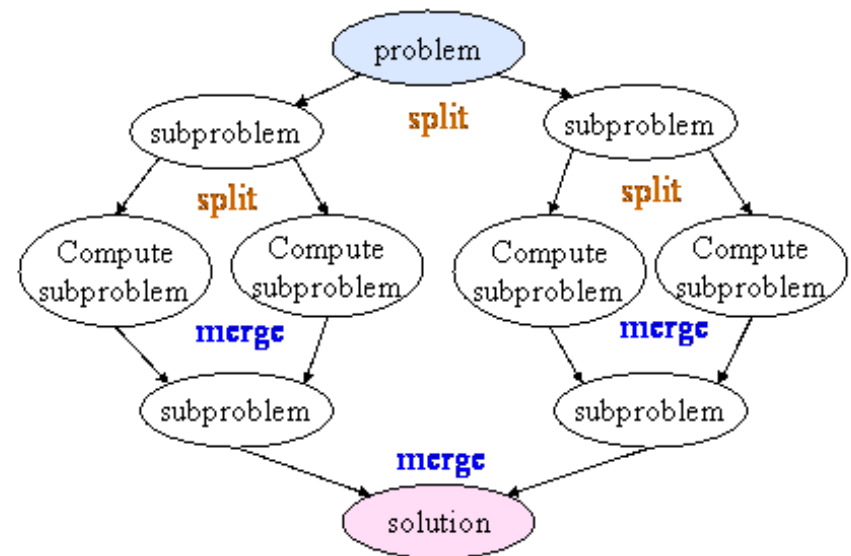 problem
split
subproblem
subproblem
split
split
Compute
subproblem
Compute
subproblem
Compute
subproblem
Compute
subproblem
merge
merge
subproblem
subproblem
merge
solution